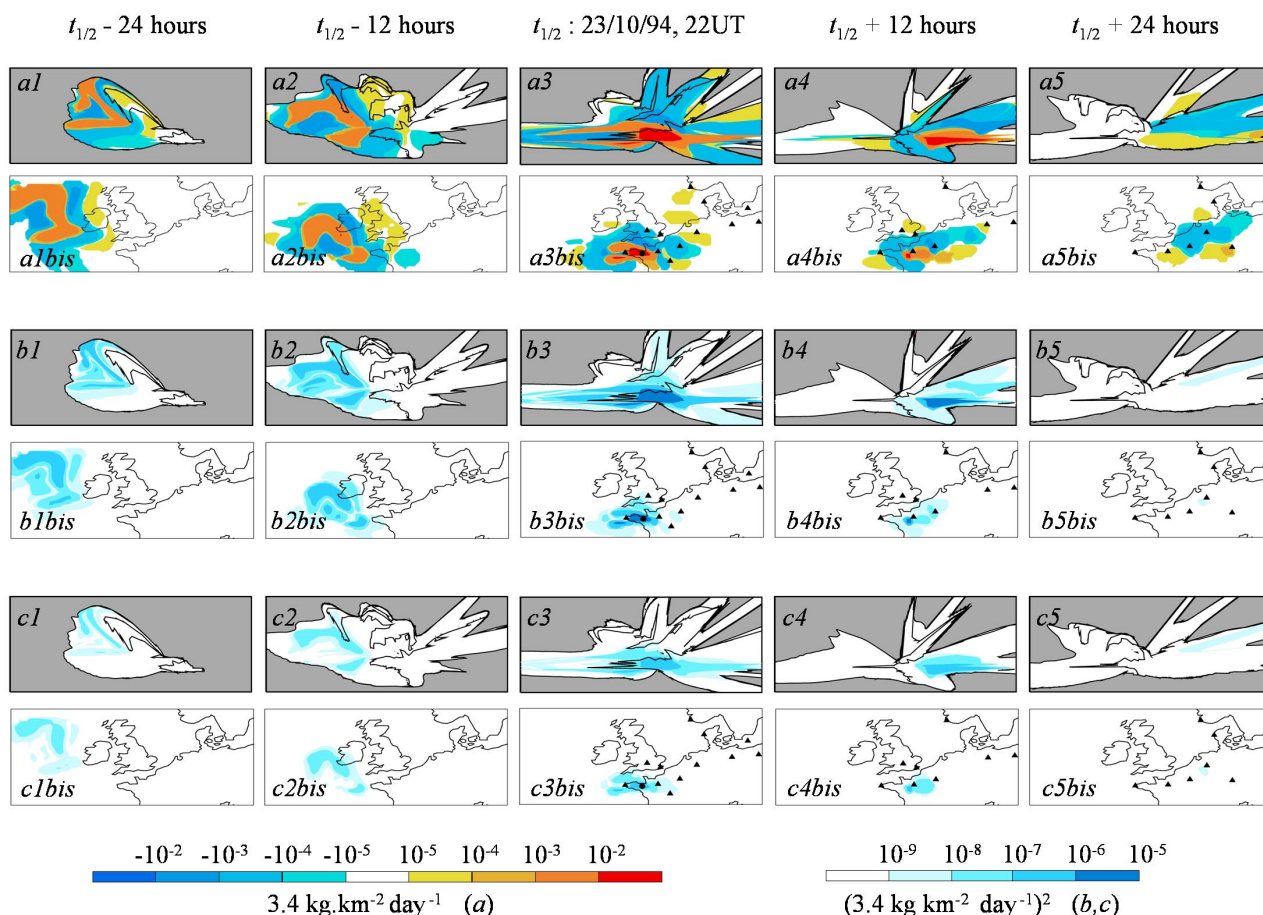 t1/2 - 24 hours t1/2 - 12 hours t1/2 : 23/10/94, 22UT t1/2 + 12 hours t1/2 + 24 hours
a1 a2 a3 a4 a5
a1bis a2bis a3bis a4bis a5bis
b1 b2 b3 b4 b5
b1bis b2bis b3bis b4bis b5bis
c1 c2 c3 c4 c5
c1bis c2bis c3bis c4bis c5bis
-10⁻² -10⁻³ -10⁻⁴ -10⁻⁵ 10⁻⁵ 10⁻⁴ 10⁻³ 10⁻² 10⁻⁹ 10⁻⁸ 10⁻⁷ 10⁻⁶ 10⁻⁵
3.4 kg.km⁻² day⁻¹ (a) (3.4 kg km⁻² day⁻¹)² (b,c)